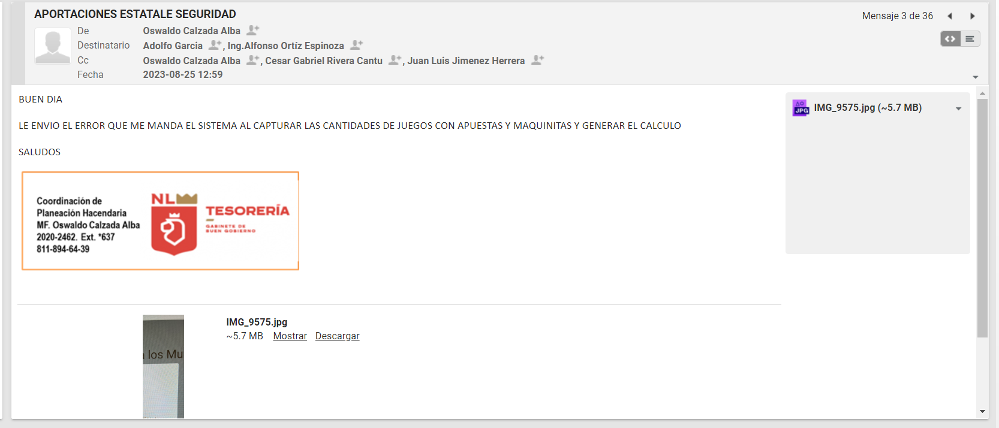 APORTACIONES ESTATALE SEGURIDAD
Mensaje 3 de 36
De Oswaldo Calzada Alba
Destinatario Adolfo Garcia , Ing.Alfonso Ortíz Espinoza
Cc Oswaldo Calzada Alba , Cesar Gabriel Rivera Cantu , Juan Luis Jimenez Herrera
Fecha 2023-08-25 12:59
BUEN DIA
LE ENVIO EL ERROR QUE ME MANDA EL SISTEMA AL CAPTURAR LAS CANTIDADES DE JUEGOS CON APUESTAS Y MAQUINITAS Y GENERAR EL CALCULO
SALUDOS
Coordinación de
Planeación Hacendaria
MF. Oswaldo Calzada Alba
2020-2462. Ext. *637
811-894-64-39
NL
TESORERÍA
GABINETE DE
BUEN GOBIERNO
JPG IMG_9575.jpg (~5.7 MB)
IMG_9575.jpg
~5.7 MB Mostrar Descargar
los Mu